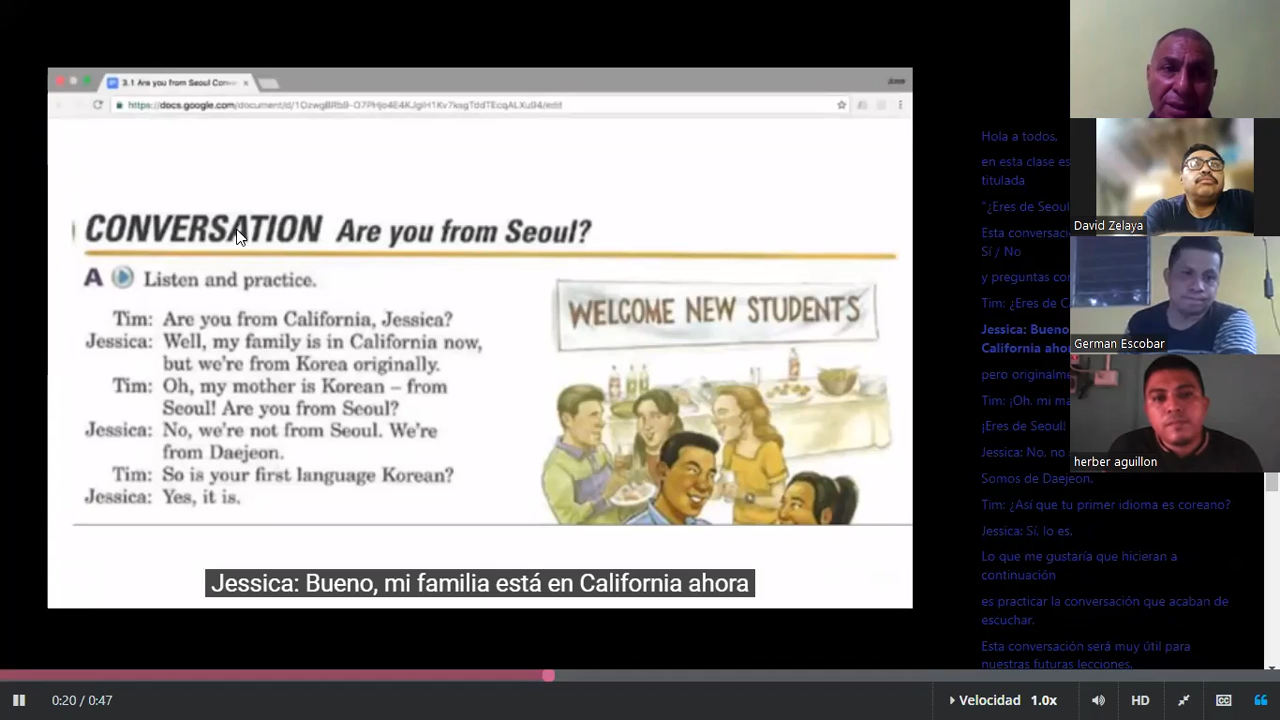 3.1 Are you from Seoul Conve
CONVERSATION Are you from Seoul?
A Listen and practice.
Tim: Are you from California, Jessica?
Jessica: Well, my family is in California now,
but we're from Korea originally.
Tim: Oh, my mother is Korean – from
Seoul! Are you from Seoul?
Jessica: No, we're not from Seoul. We're
from Daejeon.
Tim: So is your first language Korean?
Jessica: Yes, it is.
WELCOME NEW STUDENTS
Jessica: Bueno, mi familia está en California ahora
Hola a todos,
en esta clase es
titulada
"¿Eres de Seoul
Esta conversació
Sí / No
y preguntas co
Tim: ¿Eres de C
Jessica: Bueno
California aho
pero originalme
Tim: ¡Oh, mi ma
¡Eres de Seúl!
Jessica: No, no
Somos de Daejeon.
Tim: ¿Así que tu primer idioma es coreano?
Jessica: Sí, lo es.
Lo que me gustaría que hicieran a
continuación
es practicar la conversación que acaban de
escuchar.
Esta conversación será muy útil para
nuestras futuras lecciones.
David Zelaya
German Escobar
herber aguillon
0:20 / 0:47
Velocidad 1.0x
HD